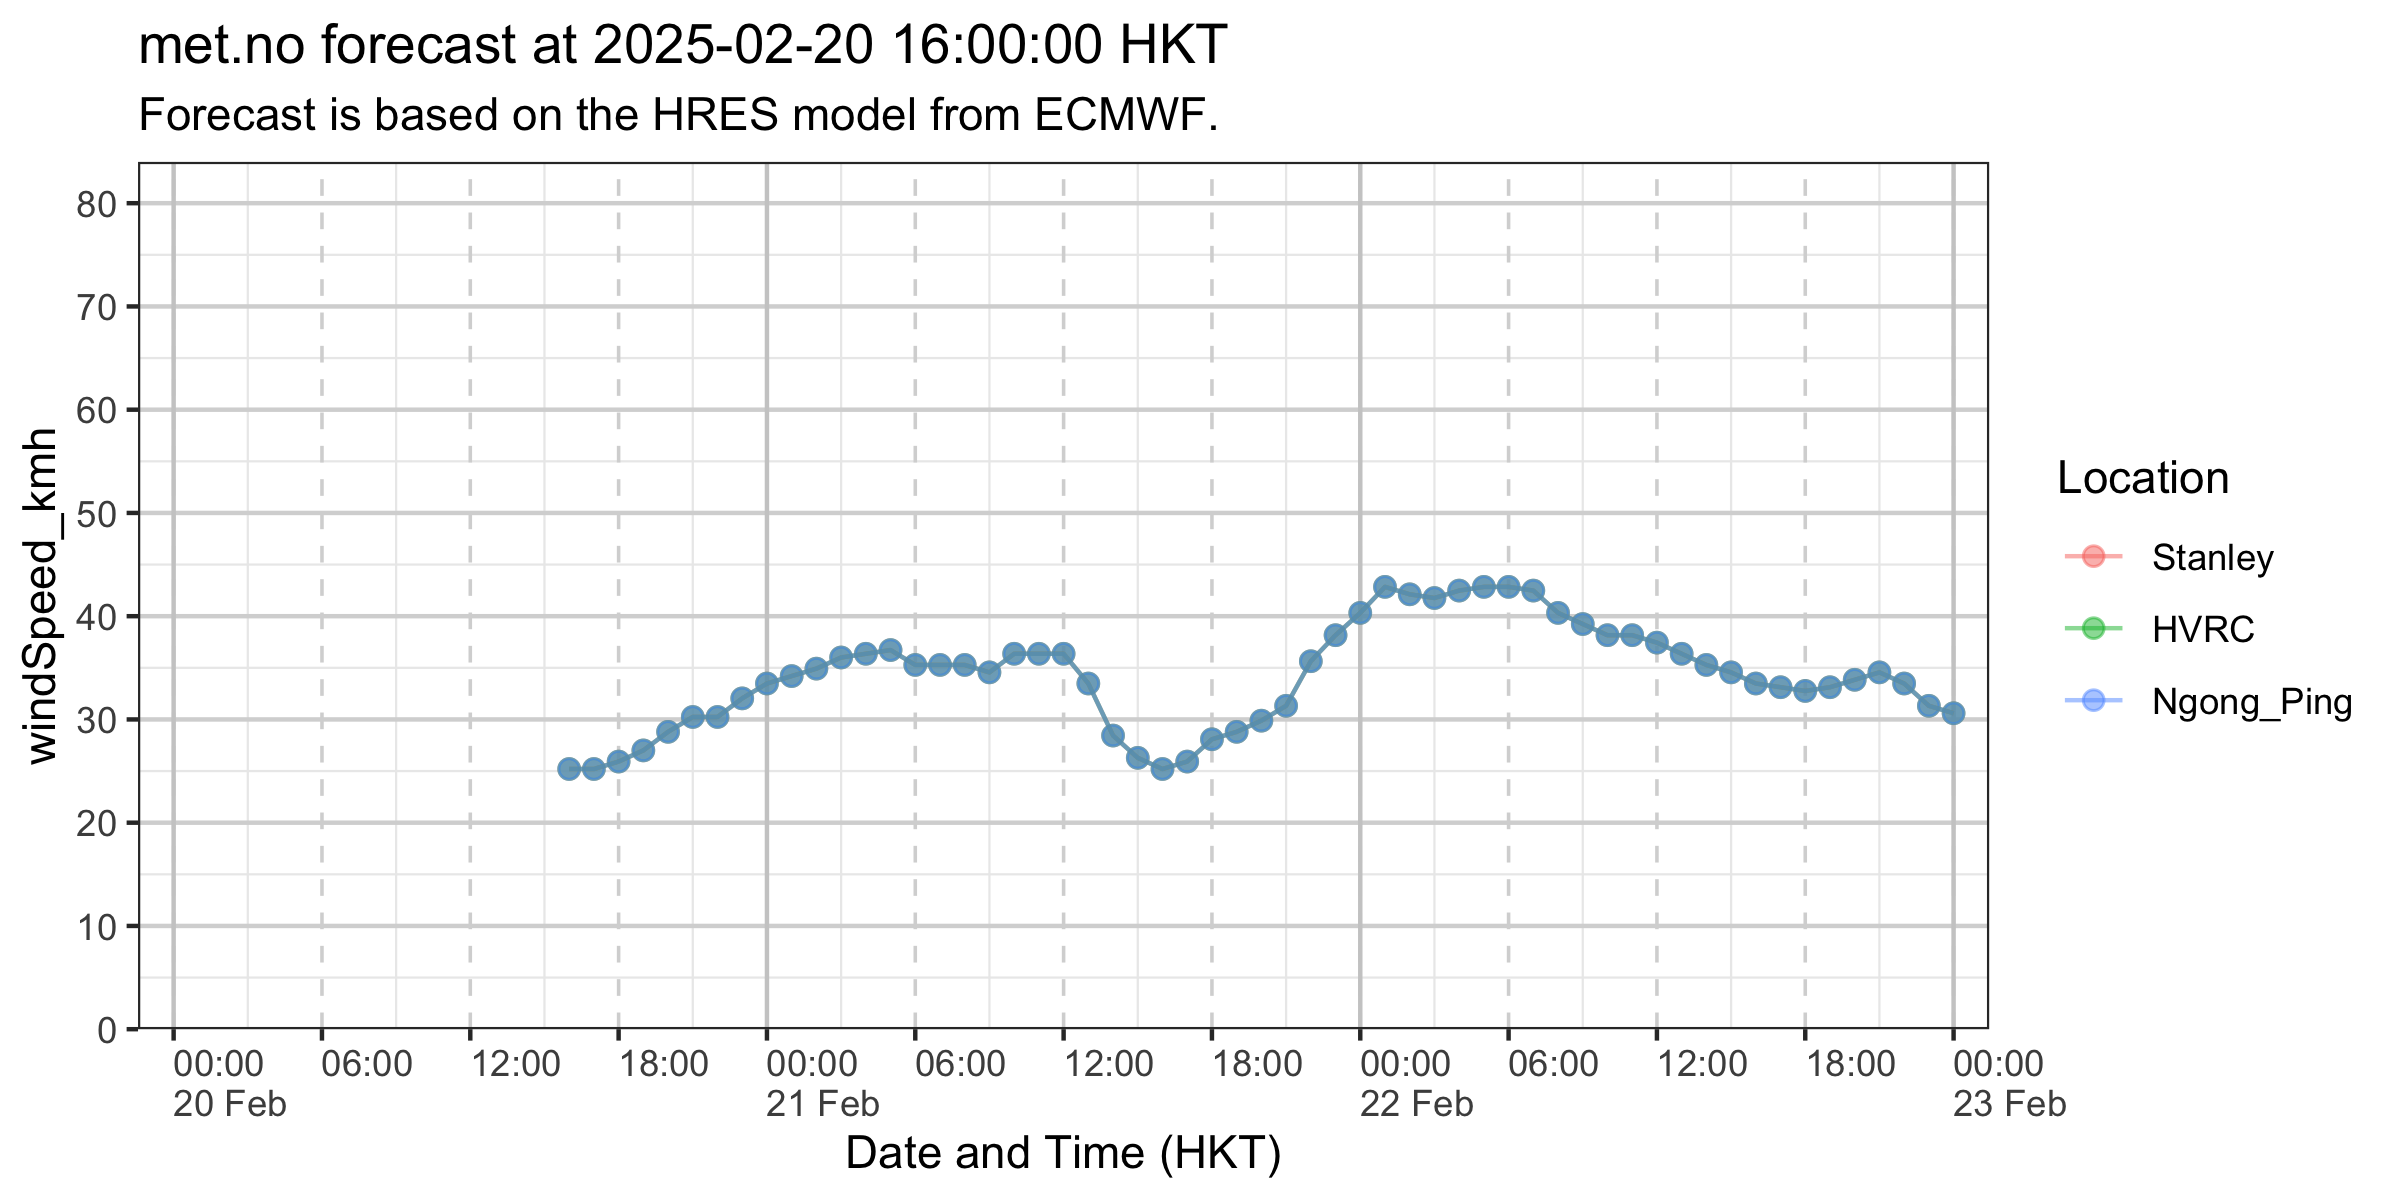 met.no forecast at 2025-02-20 16:00:00 HKT
Forecast is based on the HRES model from ECMWF.
windSpeed_kmh
80
70
60
50
40
30
20
10
0
00:00 06:00 12:00 18:00 00:00 06:00 12:00 18:00 00:00 06:00 12:00 18:00 00:00
20 Feb 21 Feb 22 Feb 23 Feb
Date and Time (HKT)
Location
Stanley
HVRC
Ngong_Ping